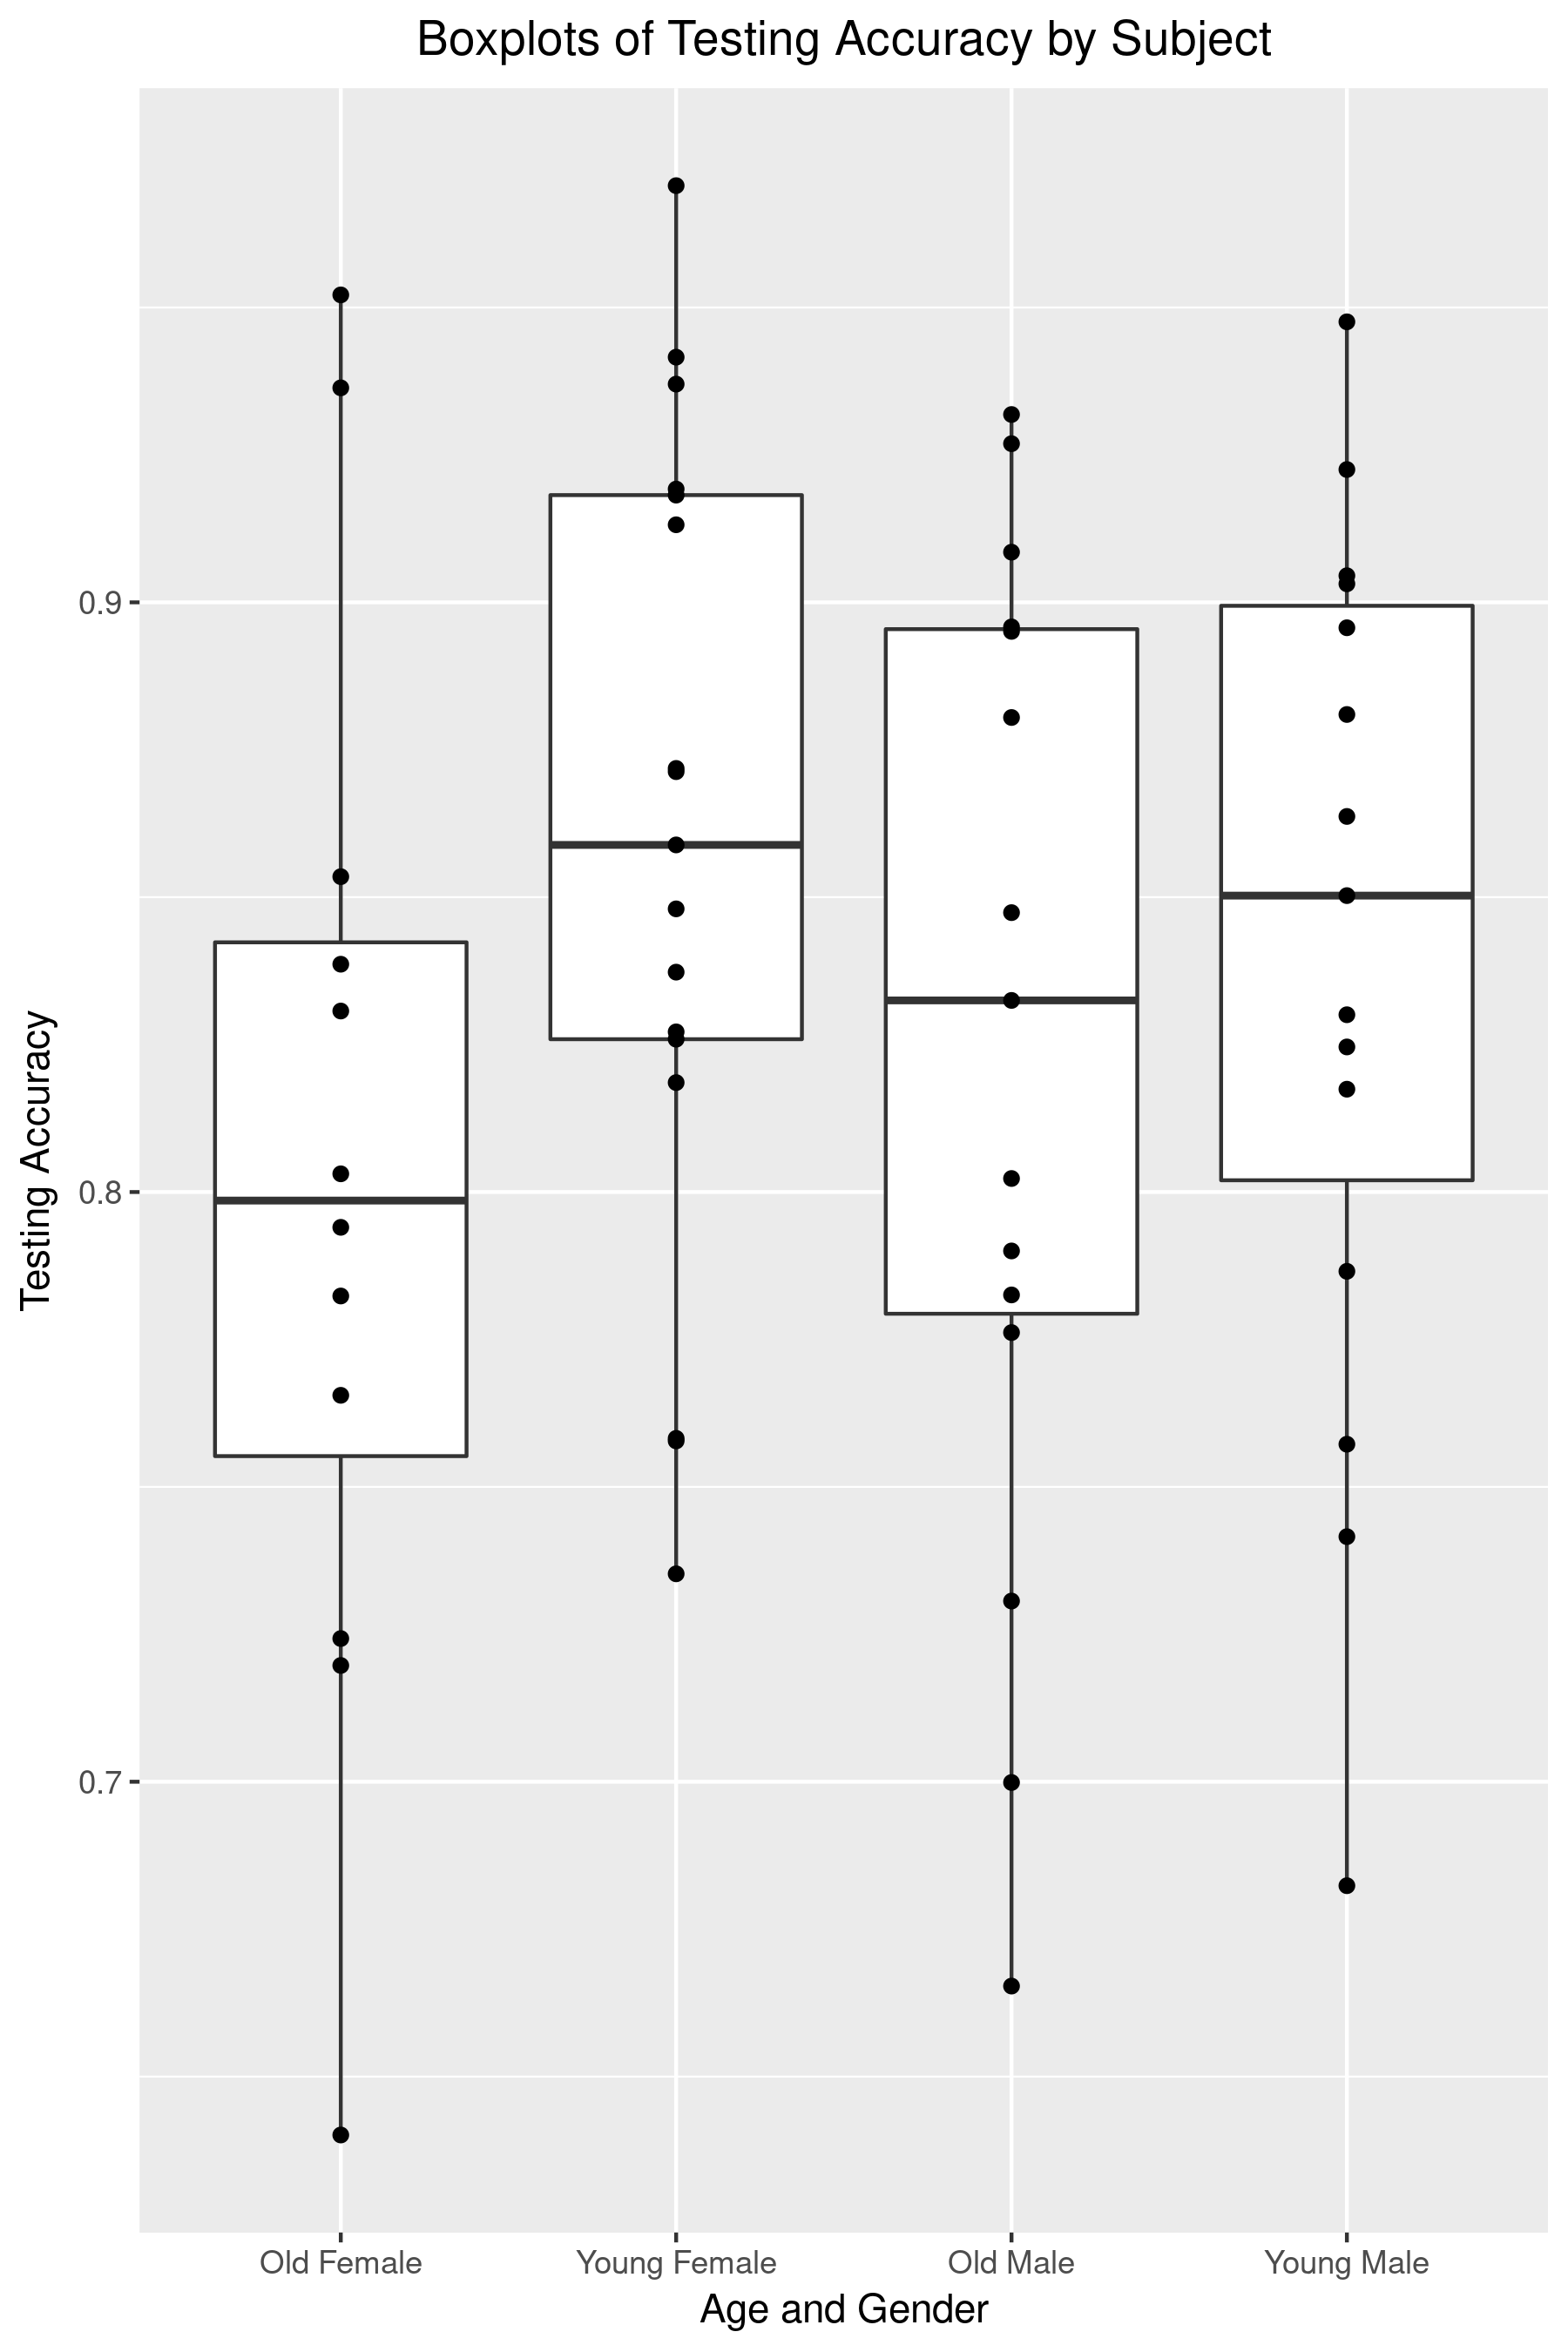 Boxplots of Testing Accuracy by Subject
Testing Accuracy
0.9
0.8
0.7
Old Female
Young Female
Old Male
Young Male
Age and Gender